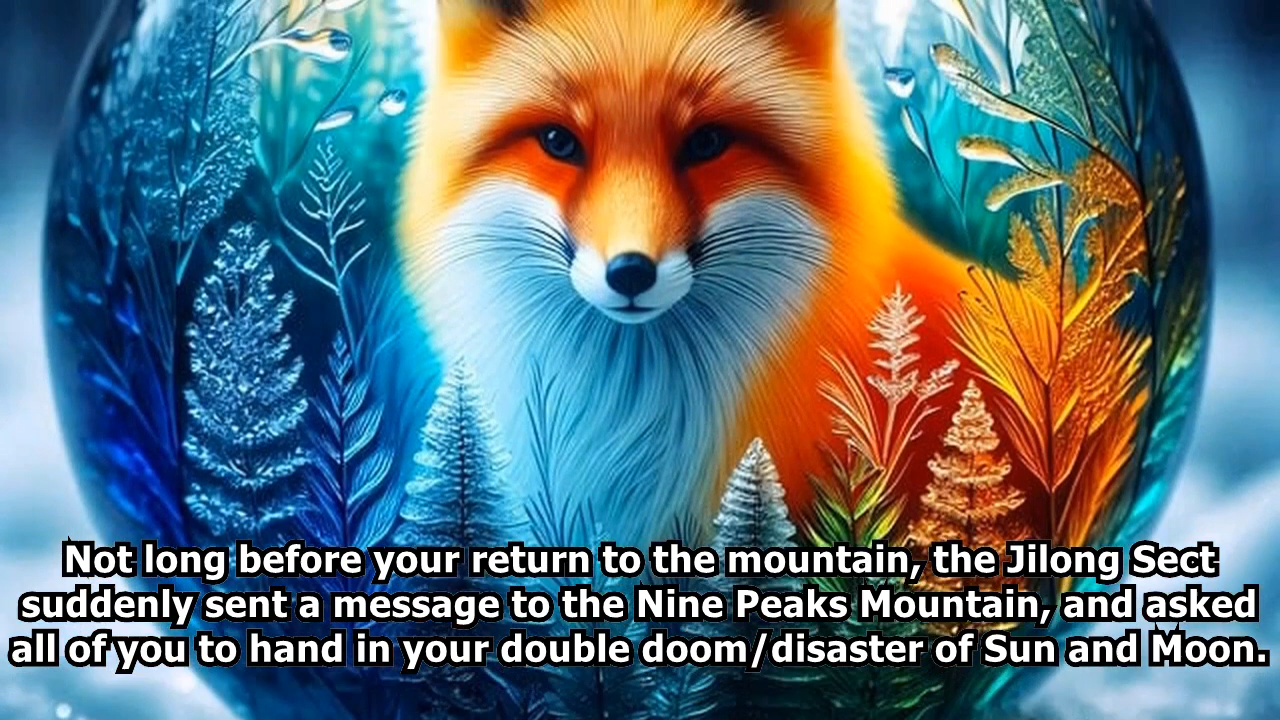 Not long before your return to the mountain, the Jilong Sect
suddenly sent a message to the Nine Peaks Mountain, and asked
all of you to hand in your double doom/disaster of Sun and Moon.